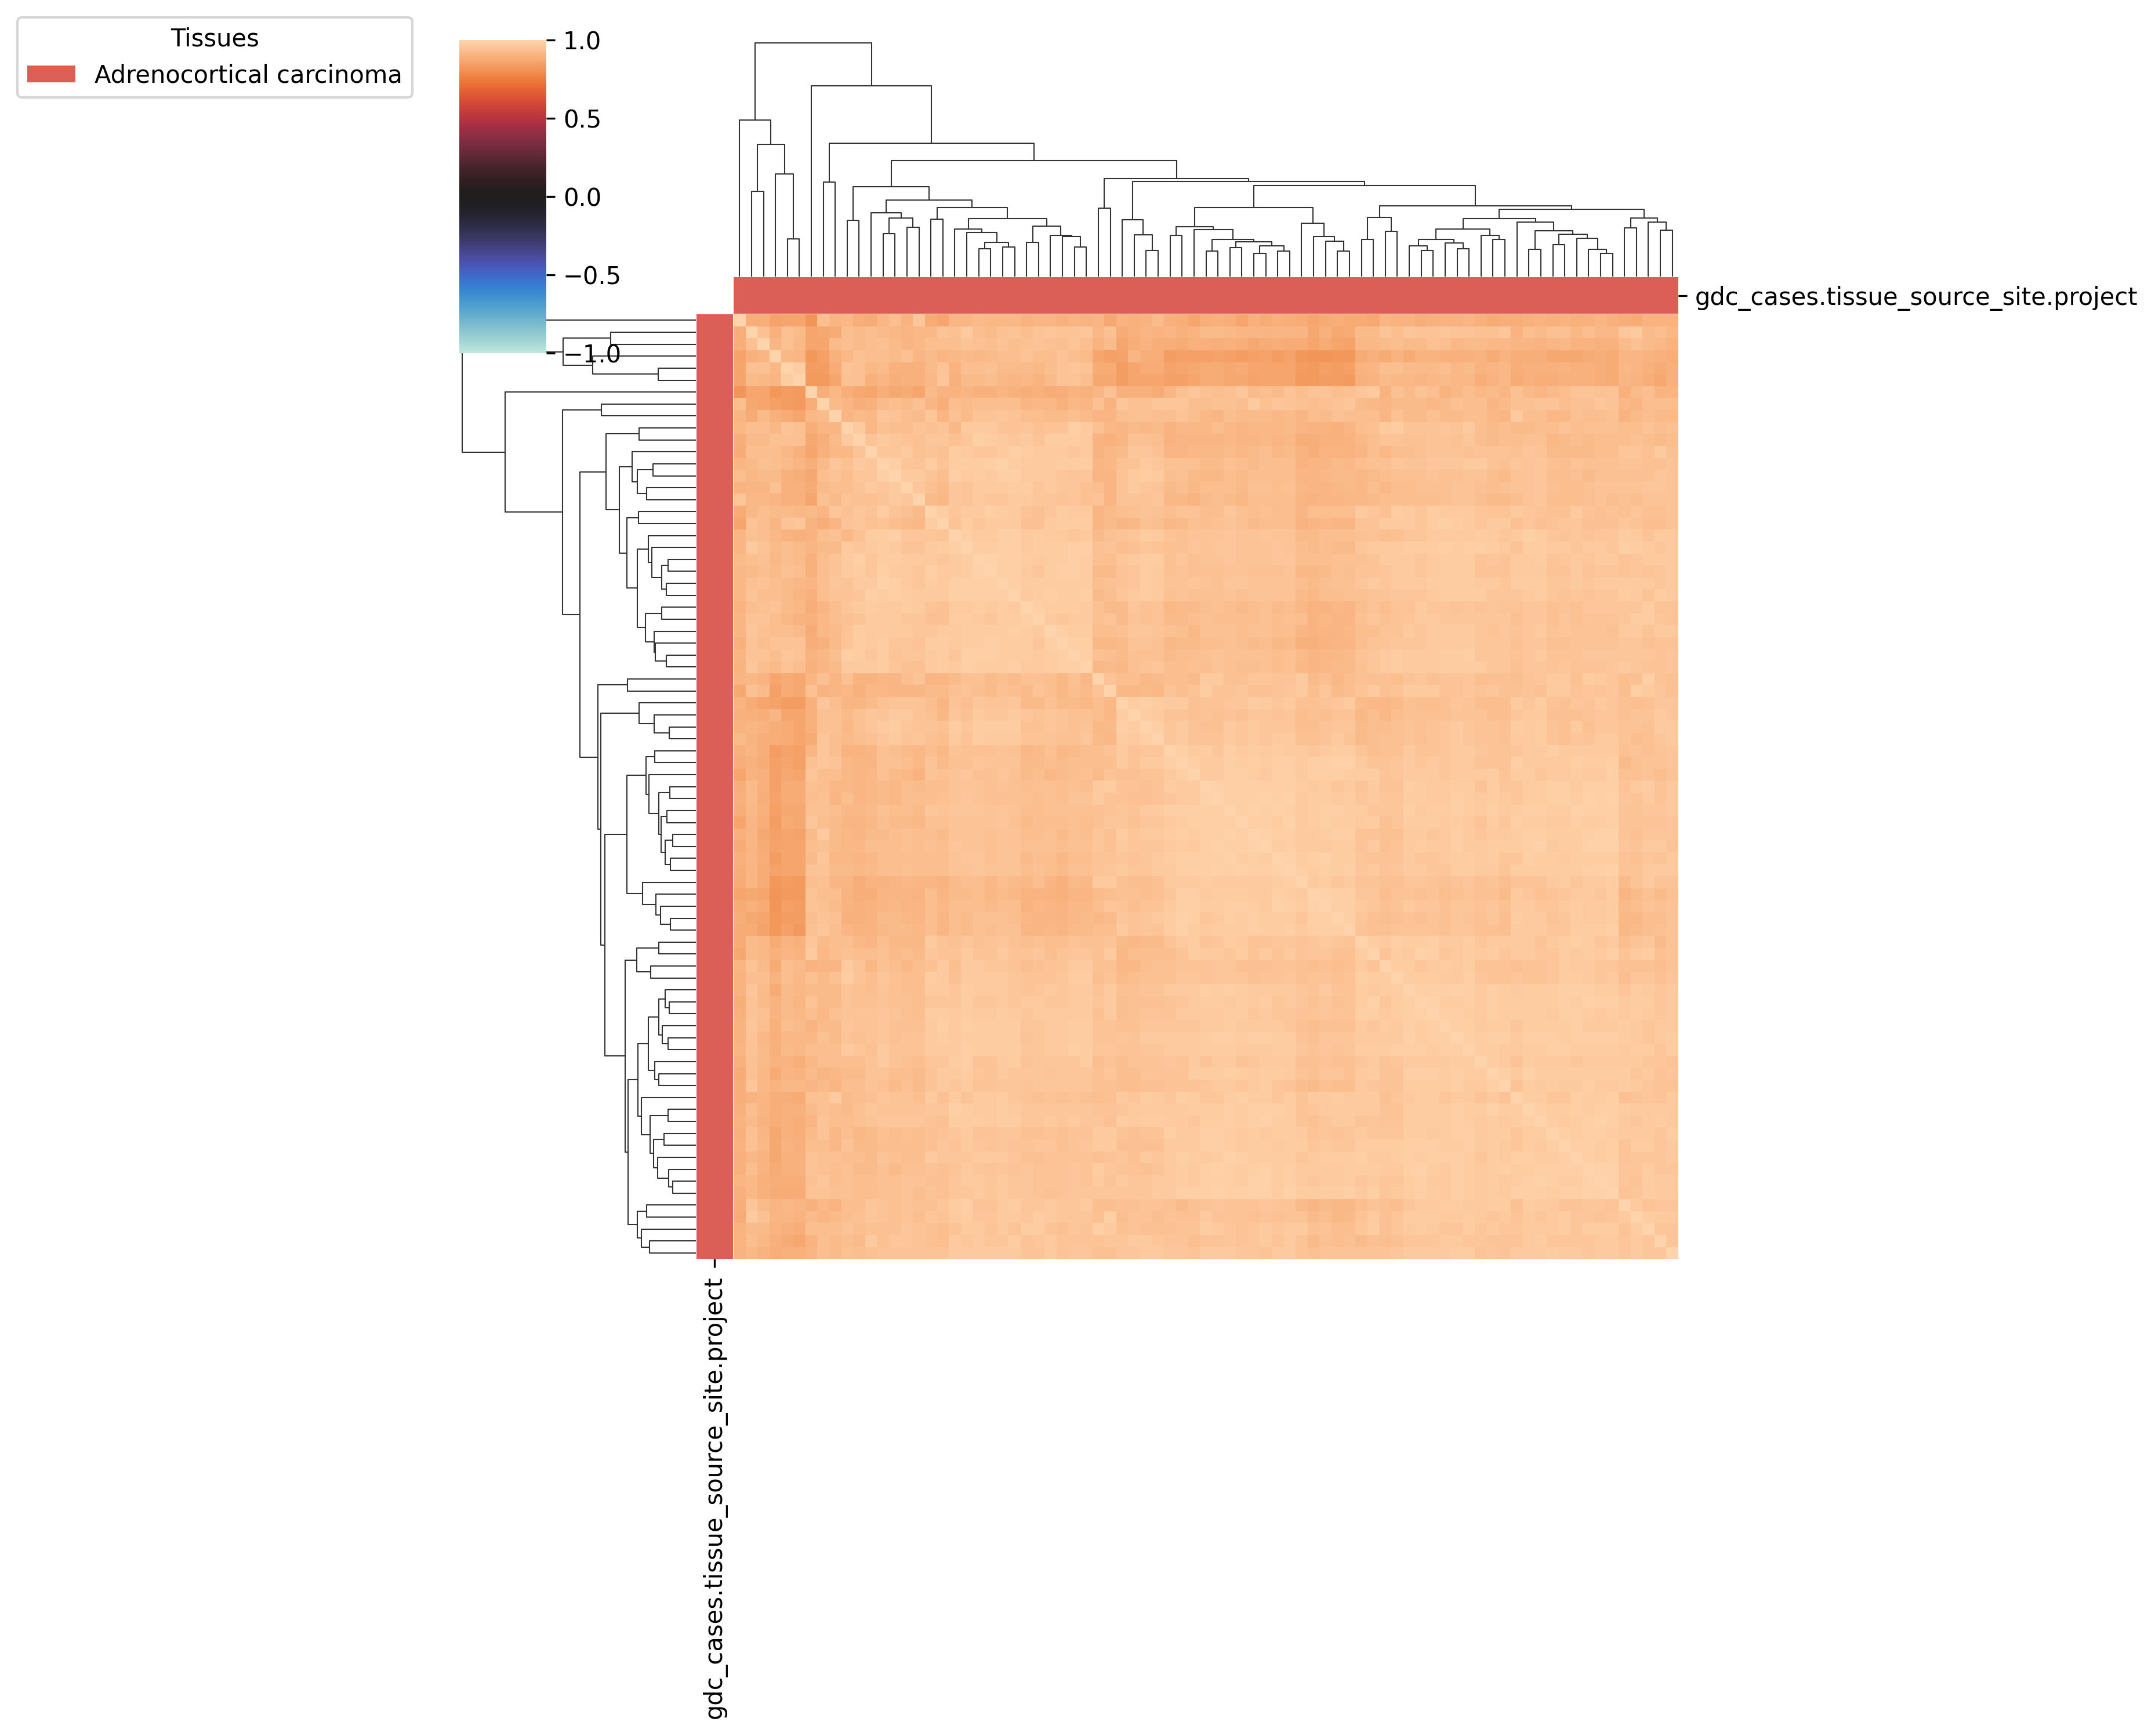 Tissues
Adrenocortical carcinoma
1.0
0.5
0.0
−0.5
−1.0
gdc_cases.tissue_source_site.project
gdc_cases.tissue_source_site.project